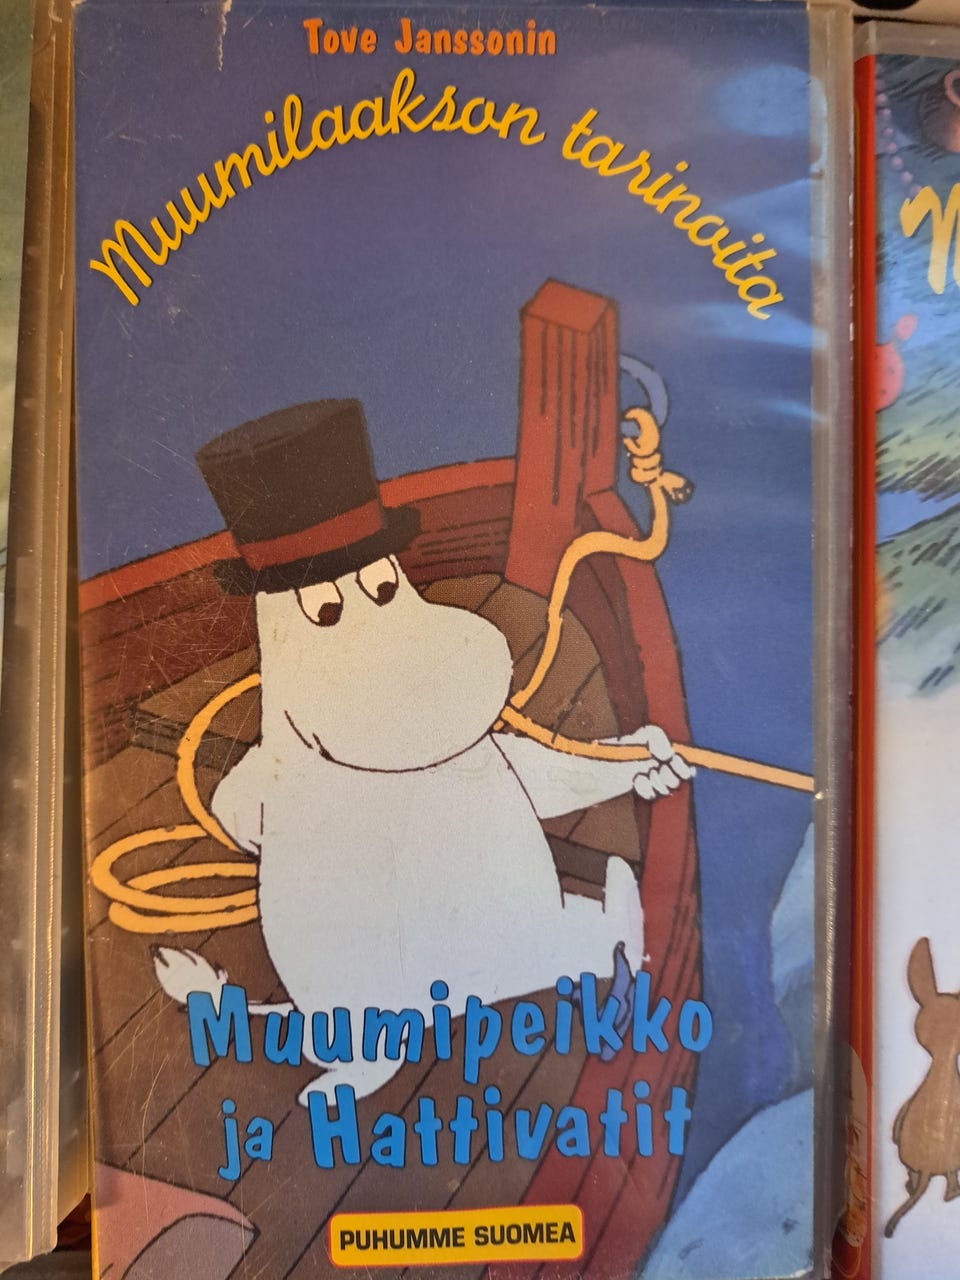 Tove Janssonin
Muumilaakson tarinoita
Muumipeikko
ja Hattivatit
PUHUMME SUOMEA